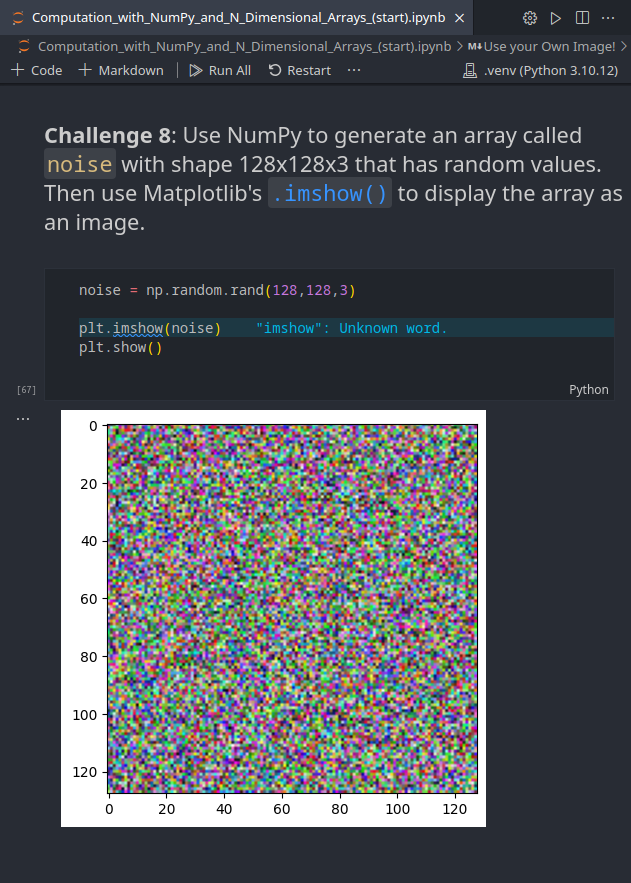 Computation_with_NumPy_and_N_Dimensional_Arrays_(start).ipynb
Computation_with_NumPy_and_N_Dimensional_Arrays_(start).ipynb > M↓Use your Own Image! >
+ Code + Markdown | Run All Restart ··· .venv (Python 3.10.12)
Challenge 8: Use NumPy to generate an array called
noise with shape 128x128x3 that has random values.
Then use Matplotlib's .imshow() to display the array as
an image.
noise = np.random.rand(128,128,3)
plt.imshow(noise) "imshow": Unknown word.
plt.show()
[67] Python
···
0
20
40
60
80
100
120
0 20 40 60 80 100 120